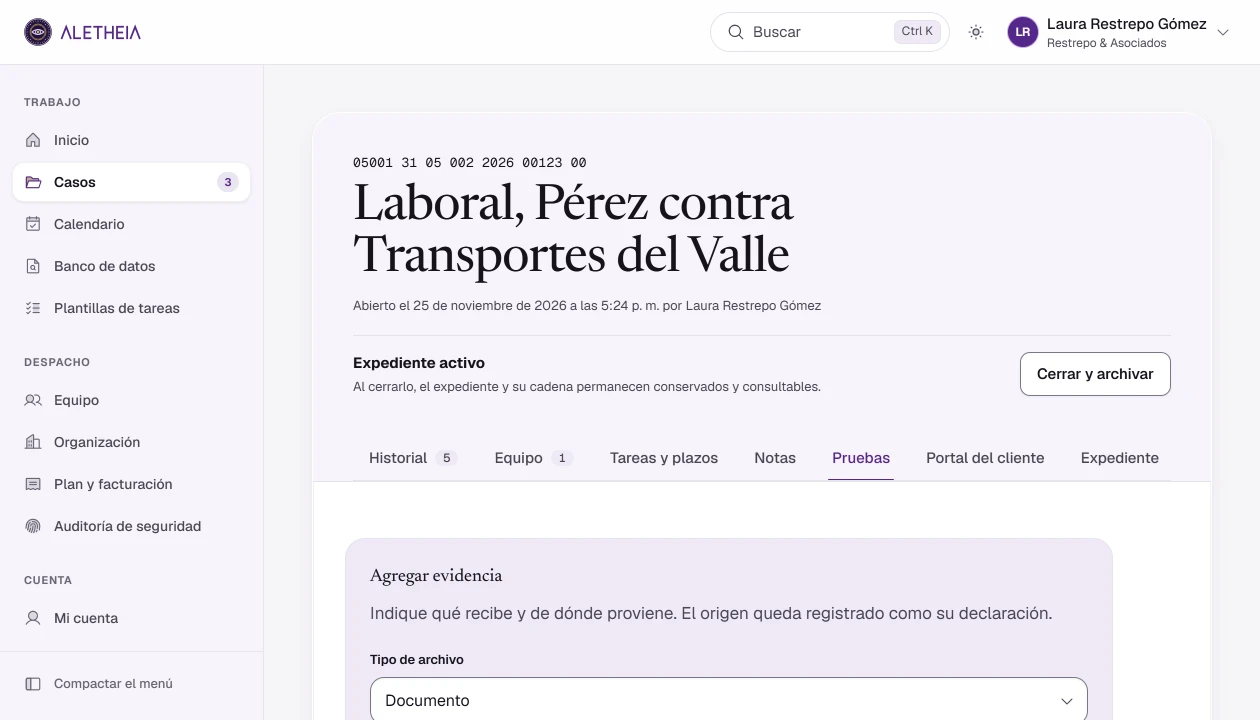 ALETHEIA
Buscar
Ctrl K
LR
Laura Restrepo Gómez
Restrepo & Asociados
TRABAJO
Inicio
Casos 3
Calendario
Banco de datos
Plantillas de tareas
DESPACHO
Equipo
Organización
Plan y facturación
Auditoría de seguridad
CUENTA
Mi cuenta
Compactar el menú
05001 31 05 002 2026 00123 00
Laboral, Pérez contra
Transportes del Valle
Abierto el 25 de noviembre de 2026 a las 5:24 p. m. por Laura Restrepo Gómez
Expediente activo
Al cerrarlo, el expediente y su cadena permanecen conservados y consultables.
Cerrar y archivar
Historial 5 Equipo 1 Tareas y plazos Notas Pruebas Portal del cliente Expediente
Agregar evidencia
Indique qué recibe y de dónde proviene. El origen queda registrado como su declaración.
Tipo de archivo
Documento